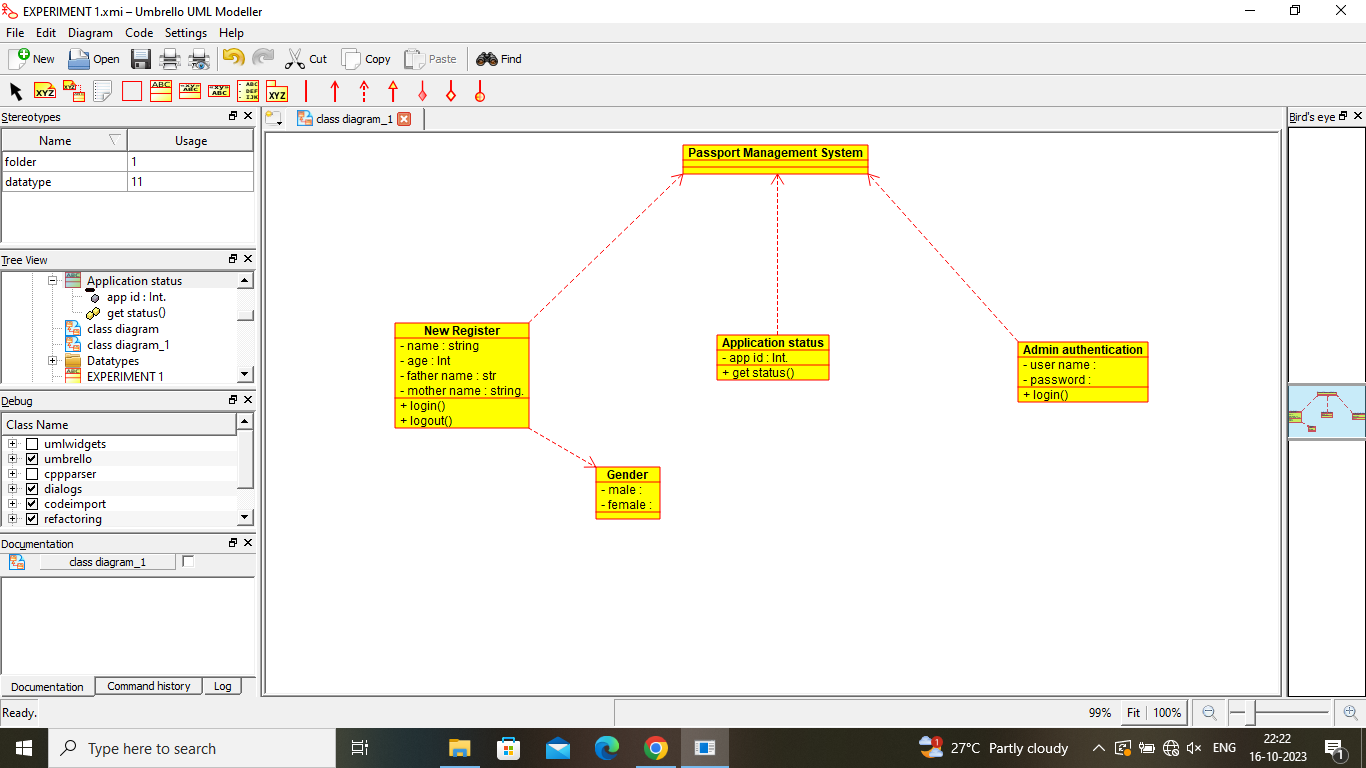 EXPERIMENT 1.xmi – Umbrello UML Modeller
File Edit Diagram Code Settings Help
New Open Cut Copy Paste Find
Stereotypes
Name Usage
folder 1
datatype 11
Tree View
Application status
app id : Int.
get status()
class diagram
class diagram_1
Datatypes
EXPERIMENT 1
Debug
Class Name
umlwidgets
umbrello
cppparser
dialogs
codeimport
refactoring
Documentation
class diagram_1
Documentation Command history Log
Ready.
class diagram_1
Passport Management System
New Register
- name : string
- age : Int
- father name : str
- mother name : string.
+ login()
+ logout()
Application status
- app id : Int.
+ get status()
Admin authentication
- user name :
- password :
+ login()
Gender
- male :
- female :
Bird's eye
99% Fit 100%
Type here to search
27°C Partly cloudy
ENG
22:22
16-10-2023
1